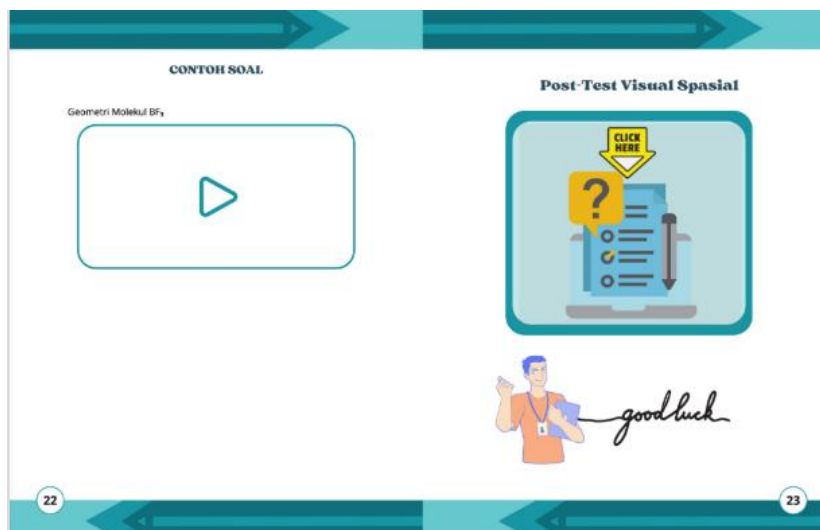 CONTOH SOAL
Geometri Molekul BF₃
22
Post-Test Visual Spasial
CLICK
HERE
?
good luck
23